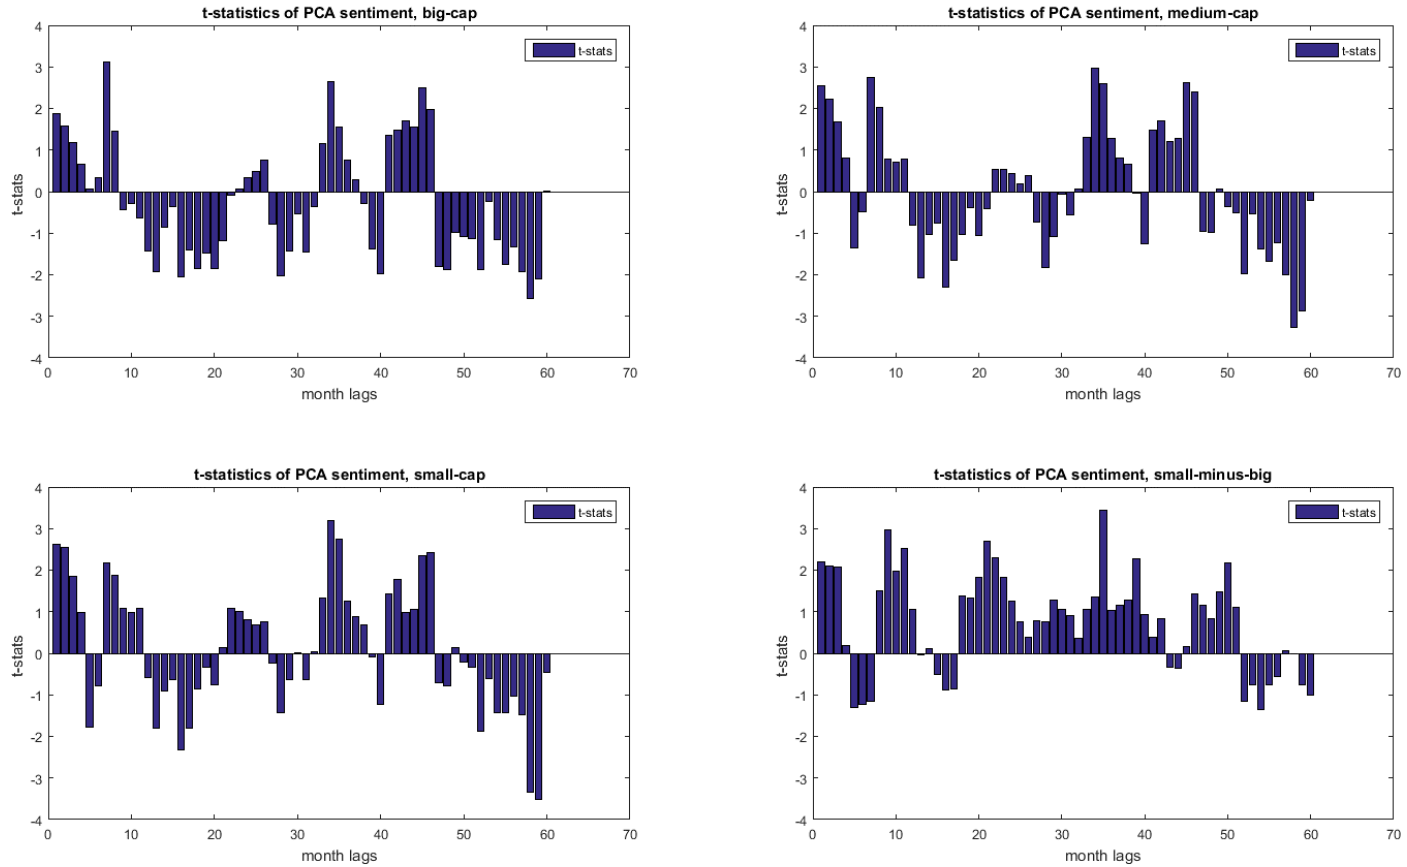 t-statistics of PCA sentiment, big-cap
t-stats
4
3
2
1
0
-1
-2
-3
-4
t-stats
0 10 20 30 40 50 60 70
month lags
t-statistics of PCA sentiment, medium-cap
t-stats
4
3
2
1
0
-1
-2
-3
-4
t-stats
0 10 20 30 40 50 60 70
month lags
t-statistics of PCA sentiment, small-cap
t-stats
4
3
2
1
0
-1
-2
-3
-4
t-stats
0 10 20 30 40 50 60 70
month lags
t-statistics of PCA sentiment, small-minus-big
t-stats
4
3
2
1
0
-1
-2
-3
-4
t-stats
0 10 20 30 40 50 60 70
month lags